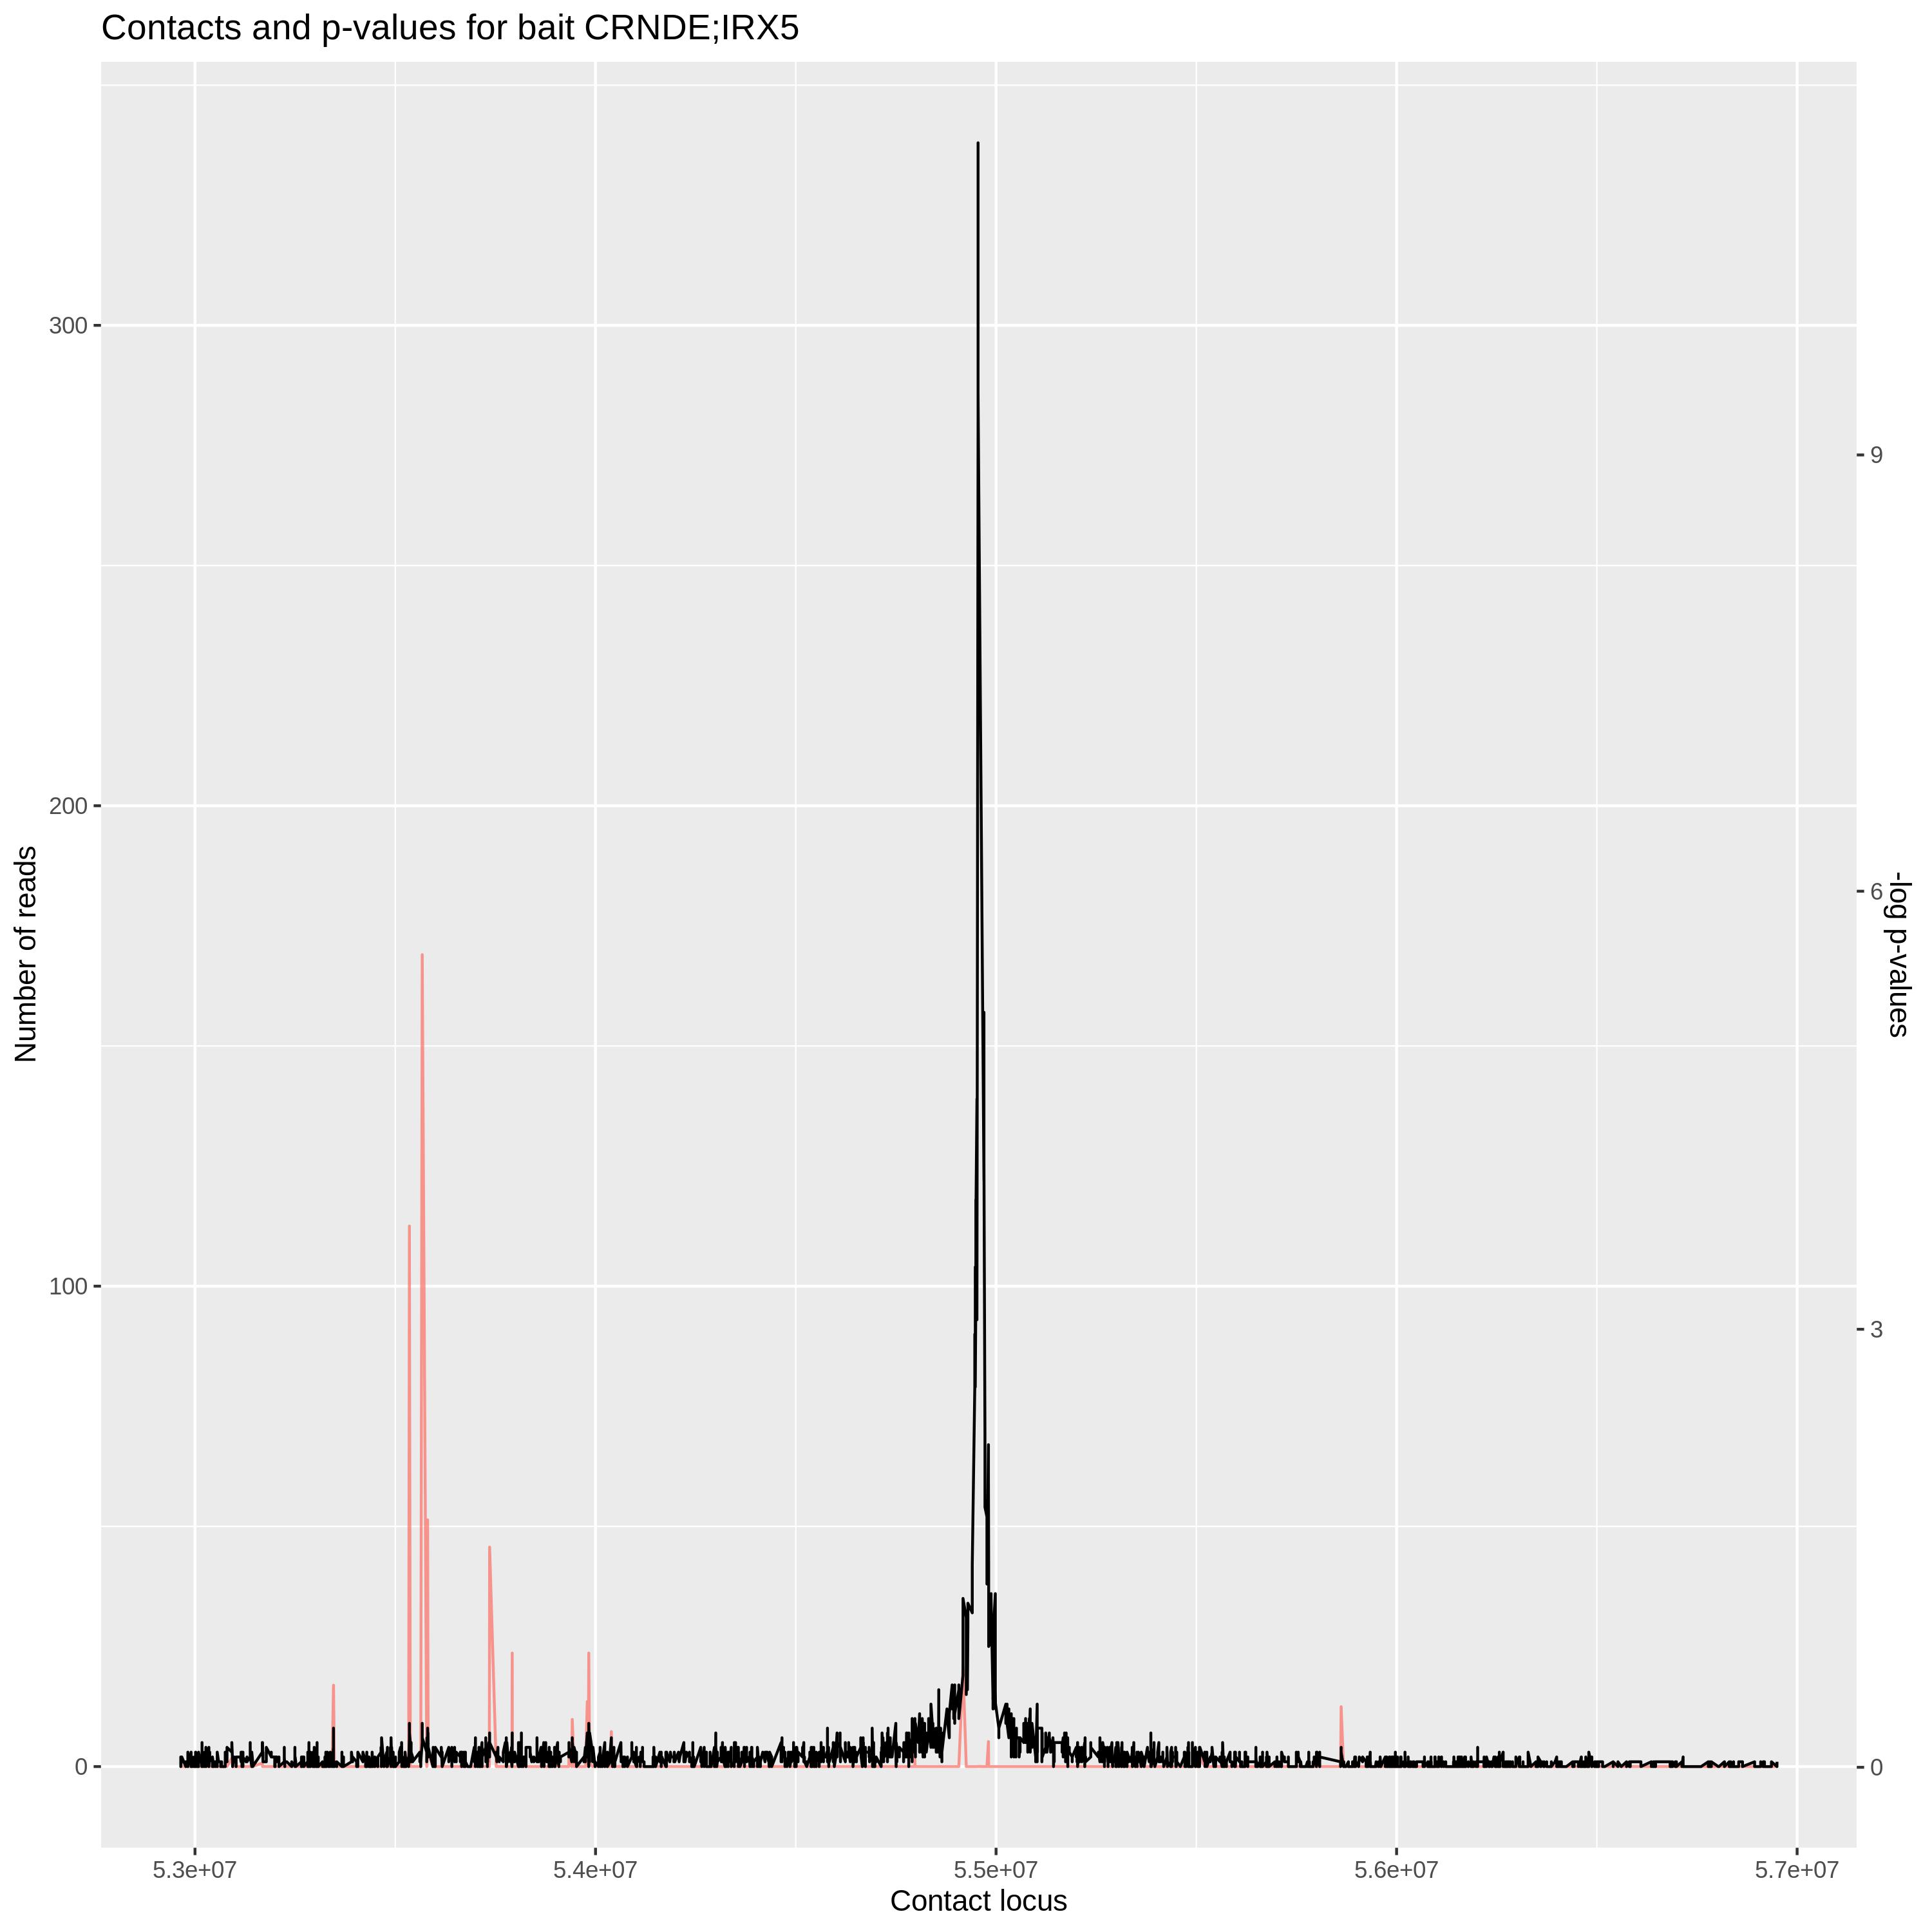 Contacts and p-values for bait CRNDE;IRX5
Number of reads
300
200
100
0
9
6
3
0
-log p-values
5.3e+07 5.4e+07 5.5e+07 5.6e+07 5.7e+07
Contact locus